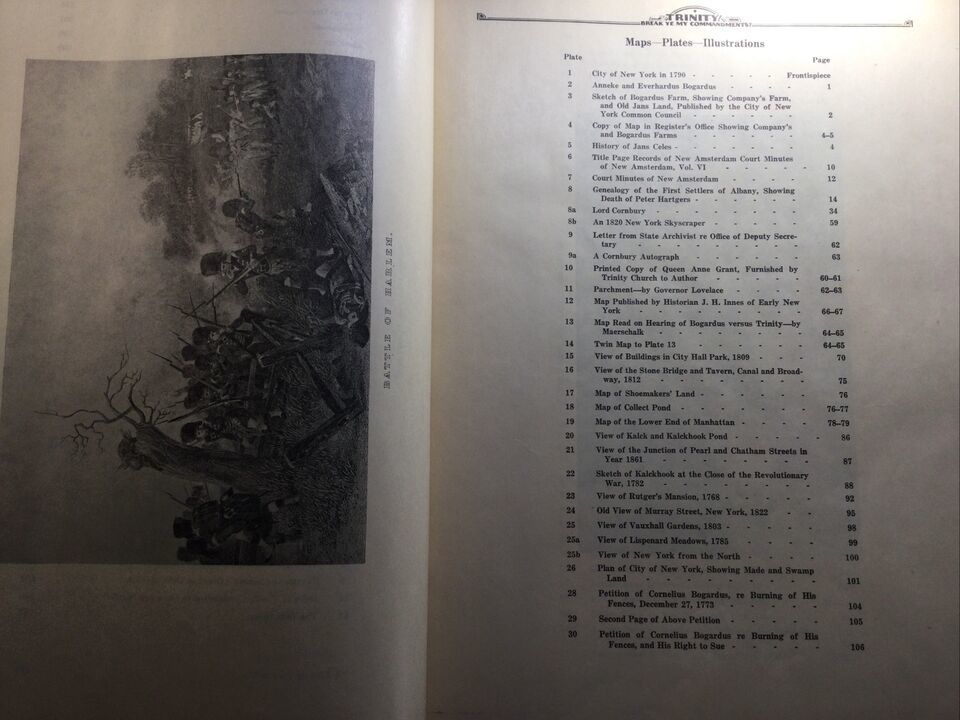 TRINITY
BREAK YE MY COMMANDMENTS?
Maps—Plates—Illustrations
Plate Page
1 City of New York in 1790 - - - - - Frontispiece
2 Anneke and Everhardus Bogardus - - - - 1
3 Sketch of Bogardus Farm, Showing Company's Farm,
and Old Jans Land, Published by the City of New
York Common Council - - - - - - 2
4 Copy of Map in Register's Office Showing Company's
and Bogardus Farms - - - - - - 4-5
5 History of Jans Celes - - - - - - - 4
6 Title Page Records of New Amsterdam Court Minutes
of New Amsterdam, Vol. VI - - - - - 10
7 Court Minutes of New Amsterdam - - - - 12
8 Genealogy of the First Settlers of Albany, Showing
Death of Peter Hartgers - - - - - - 14
8a Lord Cornbury - - - - - - - - 34
8b An 1820 New York Skyscraper - - - - - 59
9 Letter from State Archivist re Office of Deputy Secre-
tary - - - - - - - - - 62
9a A Cornbury Autograph - - - - - - 63
10 Printed Copy of Queen Anne Grant, Furnished by
Trinity Church to Author - - - - - 60-61
11 Parchment—by Governor Lovelace - - - - 62-63
12 Map Published by Historian J. H. Innes of Early New
York - - - - - - - - - 66-67
13 Map Read on Hearing of Bogardus versus Trinity—by
Maerschalk - - - - - - - - 64-65
14 Twin Map to Plate 13 - - - - - - 64-65
15 View of Buildings in City Hall Park, 1809 - - - 70
16 View of the Stone Bridge and Tavern, Canal and Broad-
way, 1812 - - - - - - - - 75
17 Map of Shoemakers' Land - - - - - - 76
18 Map of Collect Pond - - - - - - - 76-77
19 Map of the Lower End of Manhattan - - - - 78-79
20 View of Kalch and Kalckhook Pond - - - - - 86
21 View of the Junction of Pearl and Chatham Streets in
Year 1861 - - - - - - - - 87
22 Sketch of Kalckhook at the Close of the Revolutionary
War, 1782 - - - - - - - - 88
23 View of Rutger's Mansion, 1768 - - - - - 92
24 Old View of Murray Street, New York, 1822 - - 95
25 View of Vauxhall Gardens, 1803 - - - - - 98
25a View of Lispenard Meadows, 1785 - - - - - 99
25b View of New York from the North - - - - 100
26 Plan of City of New York, Showing Made and Swamp
Land - - - - - - - - - 101
28 Petition of Cornelius Bogardus, re Burning of His
Fences, December 27, 1773 - - - - - 104
29 Second Page of Above Petition - - - - - 105
30 Petition of Cornelius Bogardus re Burning of His
Fences, and His Right to Sue - - - - - 106